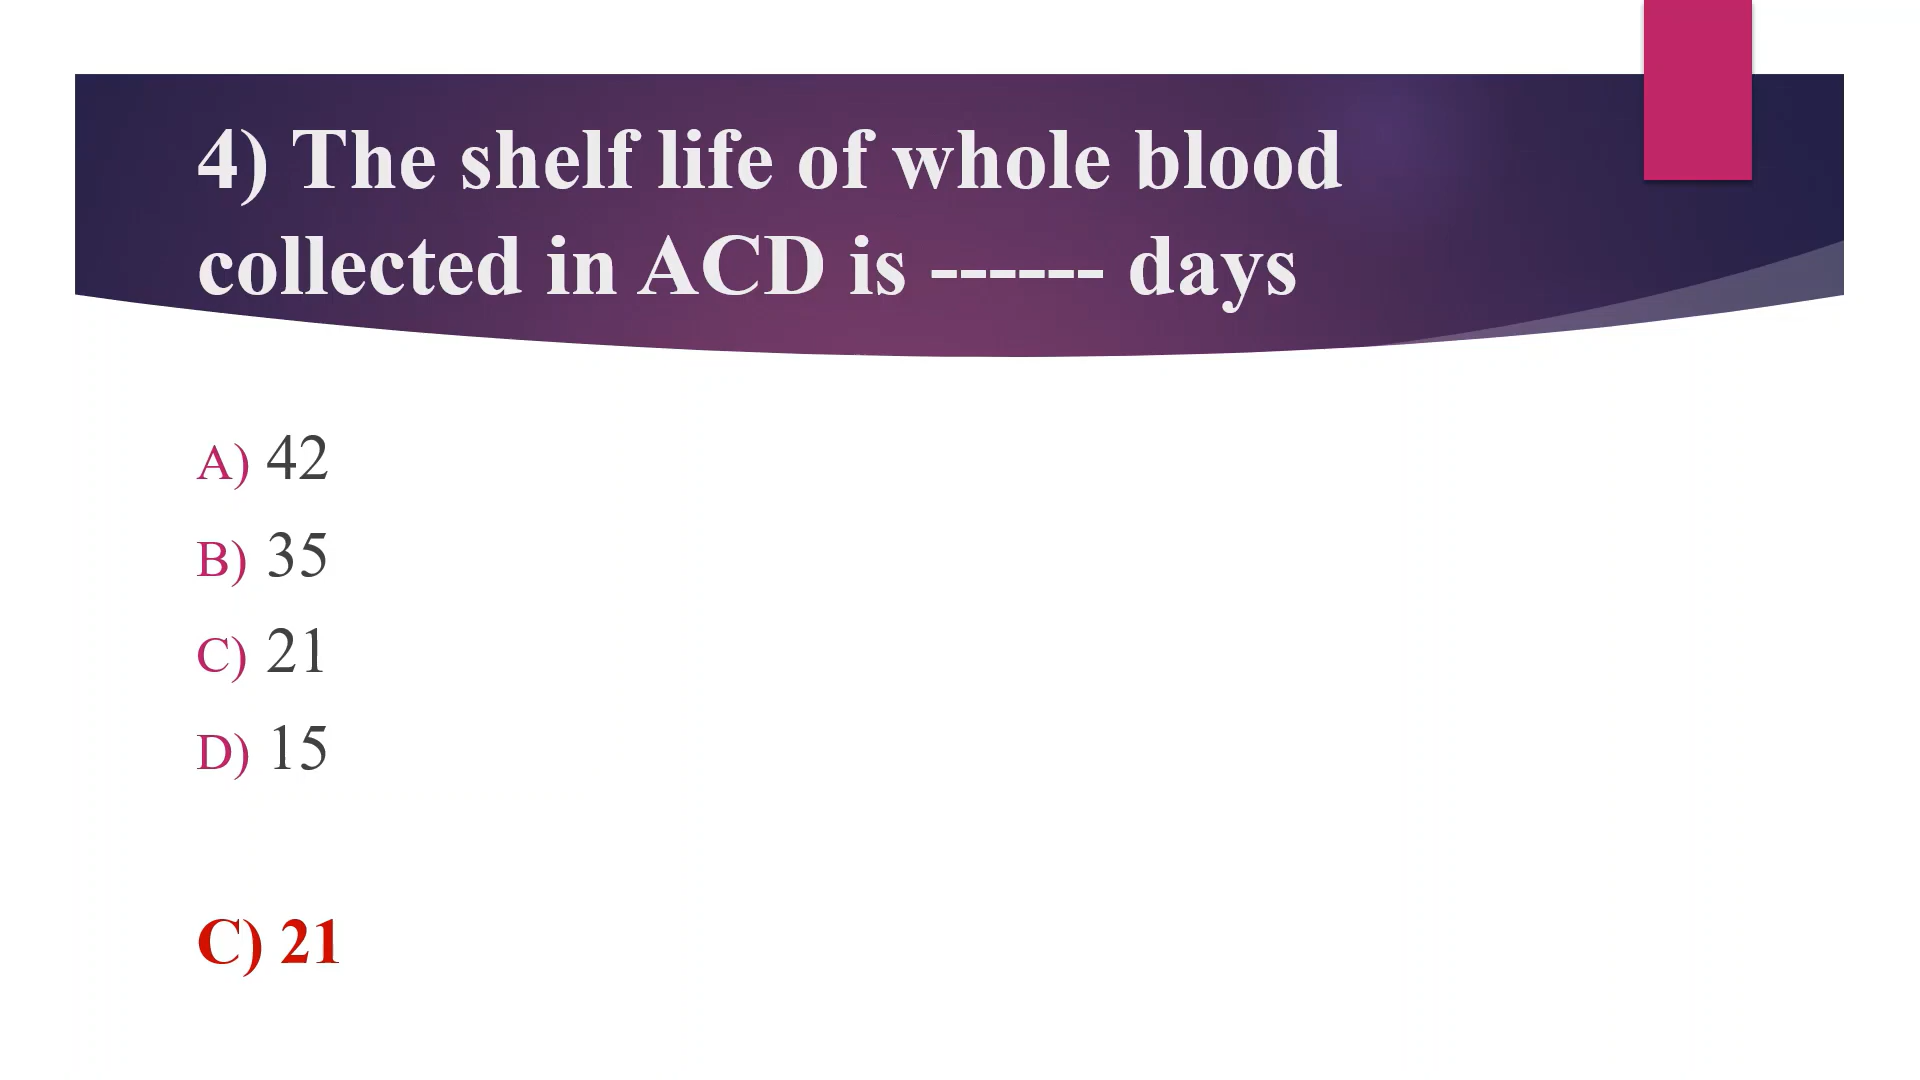 4) The shelf life of whole blood
collected in ACD is ------ days
A) 42
B) 35
C) 21
D) 15
C) 21